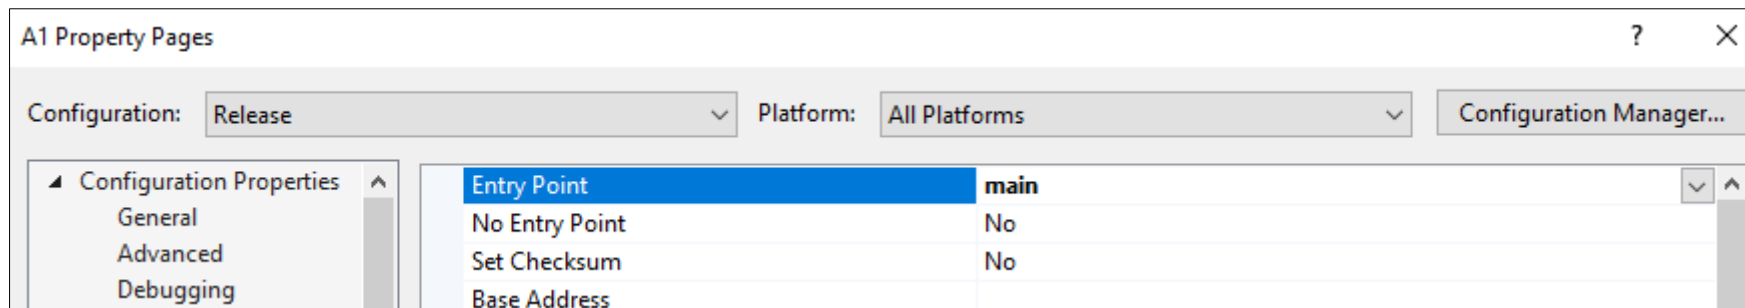 A1 Property Pages ?
Configuration: Release Platform: All Platforms Configuration Manager...
Configuration Properties
General
Advanced
Debugging
Entry Point main
No Entry Point No
Set Checksum No
Base Address